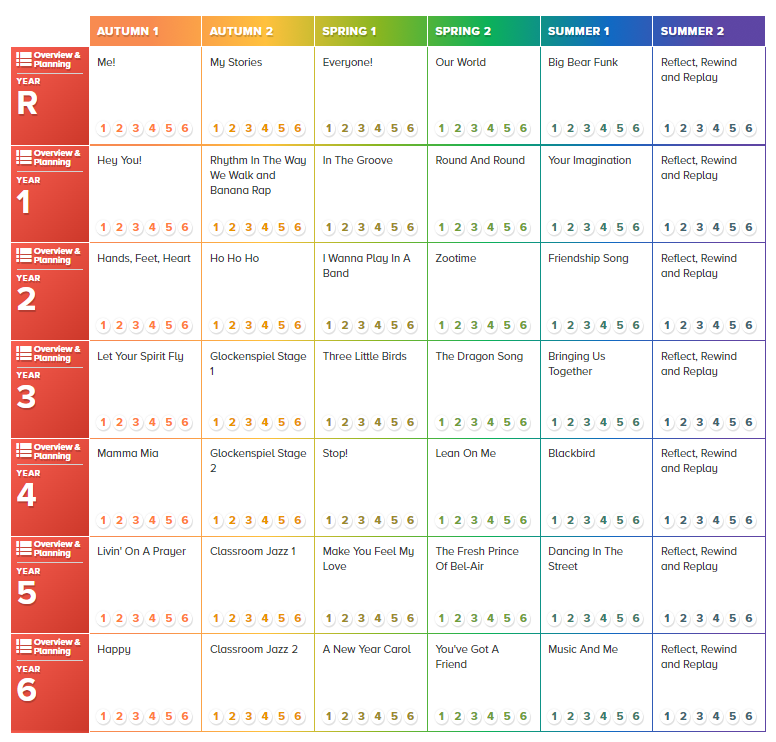 AUTUMN 1 AUTUMN 2 SPRING 1 SPRING 2 SUMMER 1 SUMMER 2
Overview &
Planning
YEAR
R
Me! My Stories Everyone! Our World Big Bear Funk Reflect, Rewind
and Replay
1 2 3 4 5 6 1 2 3 4 5 6 1 2 3 4 5 6 1 2 3 4 5 6 1 2 3 4 5 6 1 2 3 4 5 6
Overview &
Planning
YEAR
1
Hey You! Rhythm In The Way In The Groove Round And Round Your Imagination Reflect, Rewind
We Walk and and Replay
Banana Rap
1 2 3 4 5 6 1 2 3 4 5 6 1 2 3 4 5 6 1 2 3 4 5 6 1 2 3 4 5 6 1 2 3 4 5 6
Overview &
Planning
YEAR
2
Hands, Feet, Heart Ho Ho Ho I Wanna Play In A Zootime Friendship Song Reflect, Rewind
Band and Replay
1 2 3 4 5 6 1 2 3 4 5 6 1 2 3 4 5 6 1 2 3 4 5 6 1 2 3 4 5 6 1 2 3 4 5 6
Overview &
Planning
YEAR
3
Let Your Spirit Fly Glockenspiel Stage Three Little Birds The Dragon Song Bringing Us Reflect, Rewind
1 Together and Replay
1 2 3 4 5 6 1 2 3 4 5 6 1 2 3 4 5 6 1 2 3 4 5 6 1 2 3 4 5 6 1 2 3 4 5 6
Overview &
Planning
YEAR
4
Mamma Mia Glockenspiel Stage Stop! Lean On Me Blackbird Reflect, Rewind
2 and Replay
1 2 3 4 5 6 1 2 3 4 5 6 1 2 3 4 5 6 1 2 3 4 5 6 1 2 3 4 5 6 1 2 3 4 5 6
Overview &
Planning
YEAR
5
Livin' On A Prayer Classroom Jazz 1 Make You Feel My The Fresh Prince Dancing In The Reflect, Rewind
Love Of Bel-Air Street and Replay
1 2 3 4 5 6 1 2 3 4 5 6 1 2 3 4 5 6 1 2 3 4 5 6 1 2 3 4 5 6 1 2 3 4 5 6
Overview &
Planning
YEAR
6
Happy Classroom Jazz 2 A New Year Carol You've Got A Music And Me Reflect, Rewind
Friend and Replay
1 2 3 4 5 6 1 2 3 4 5 6 1 2 3 4 5 6 1 2 3 4 5 6 1 2 3 4 5 6 1 2 3 4 5 6